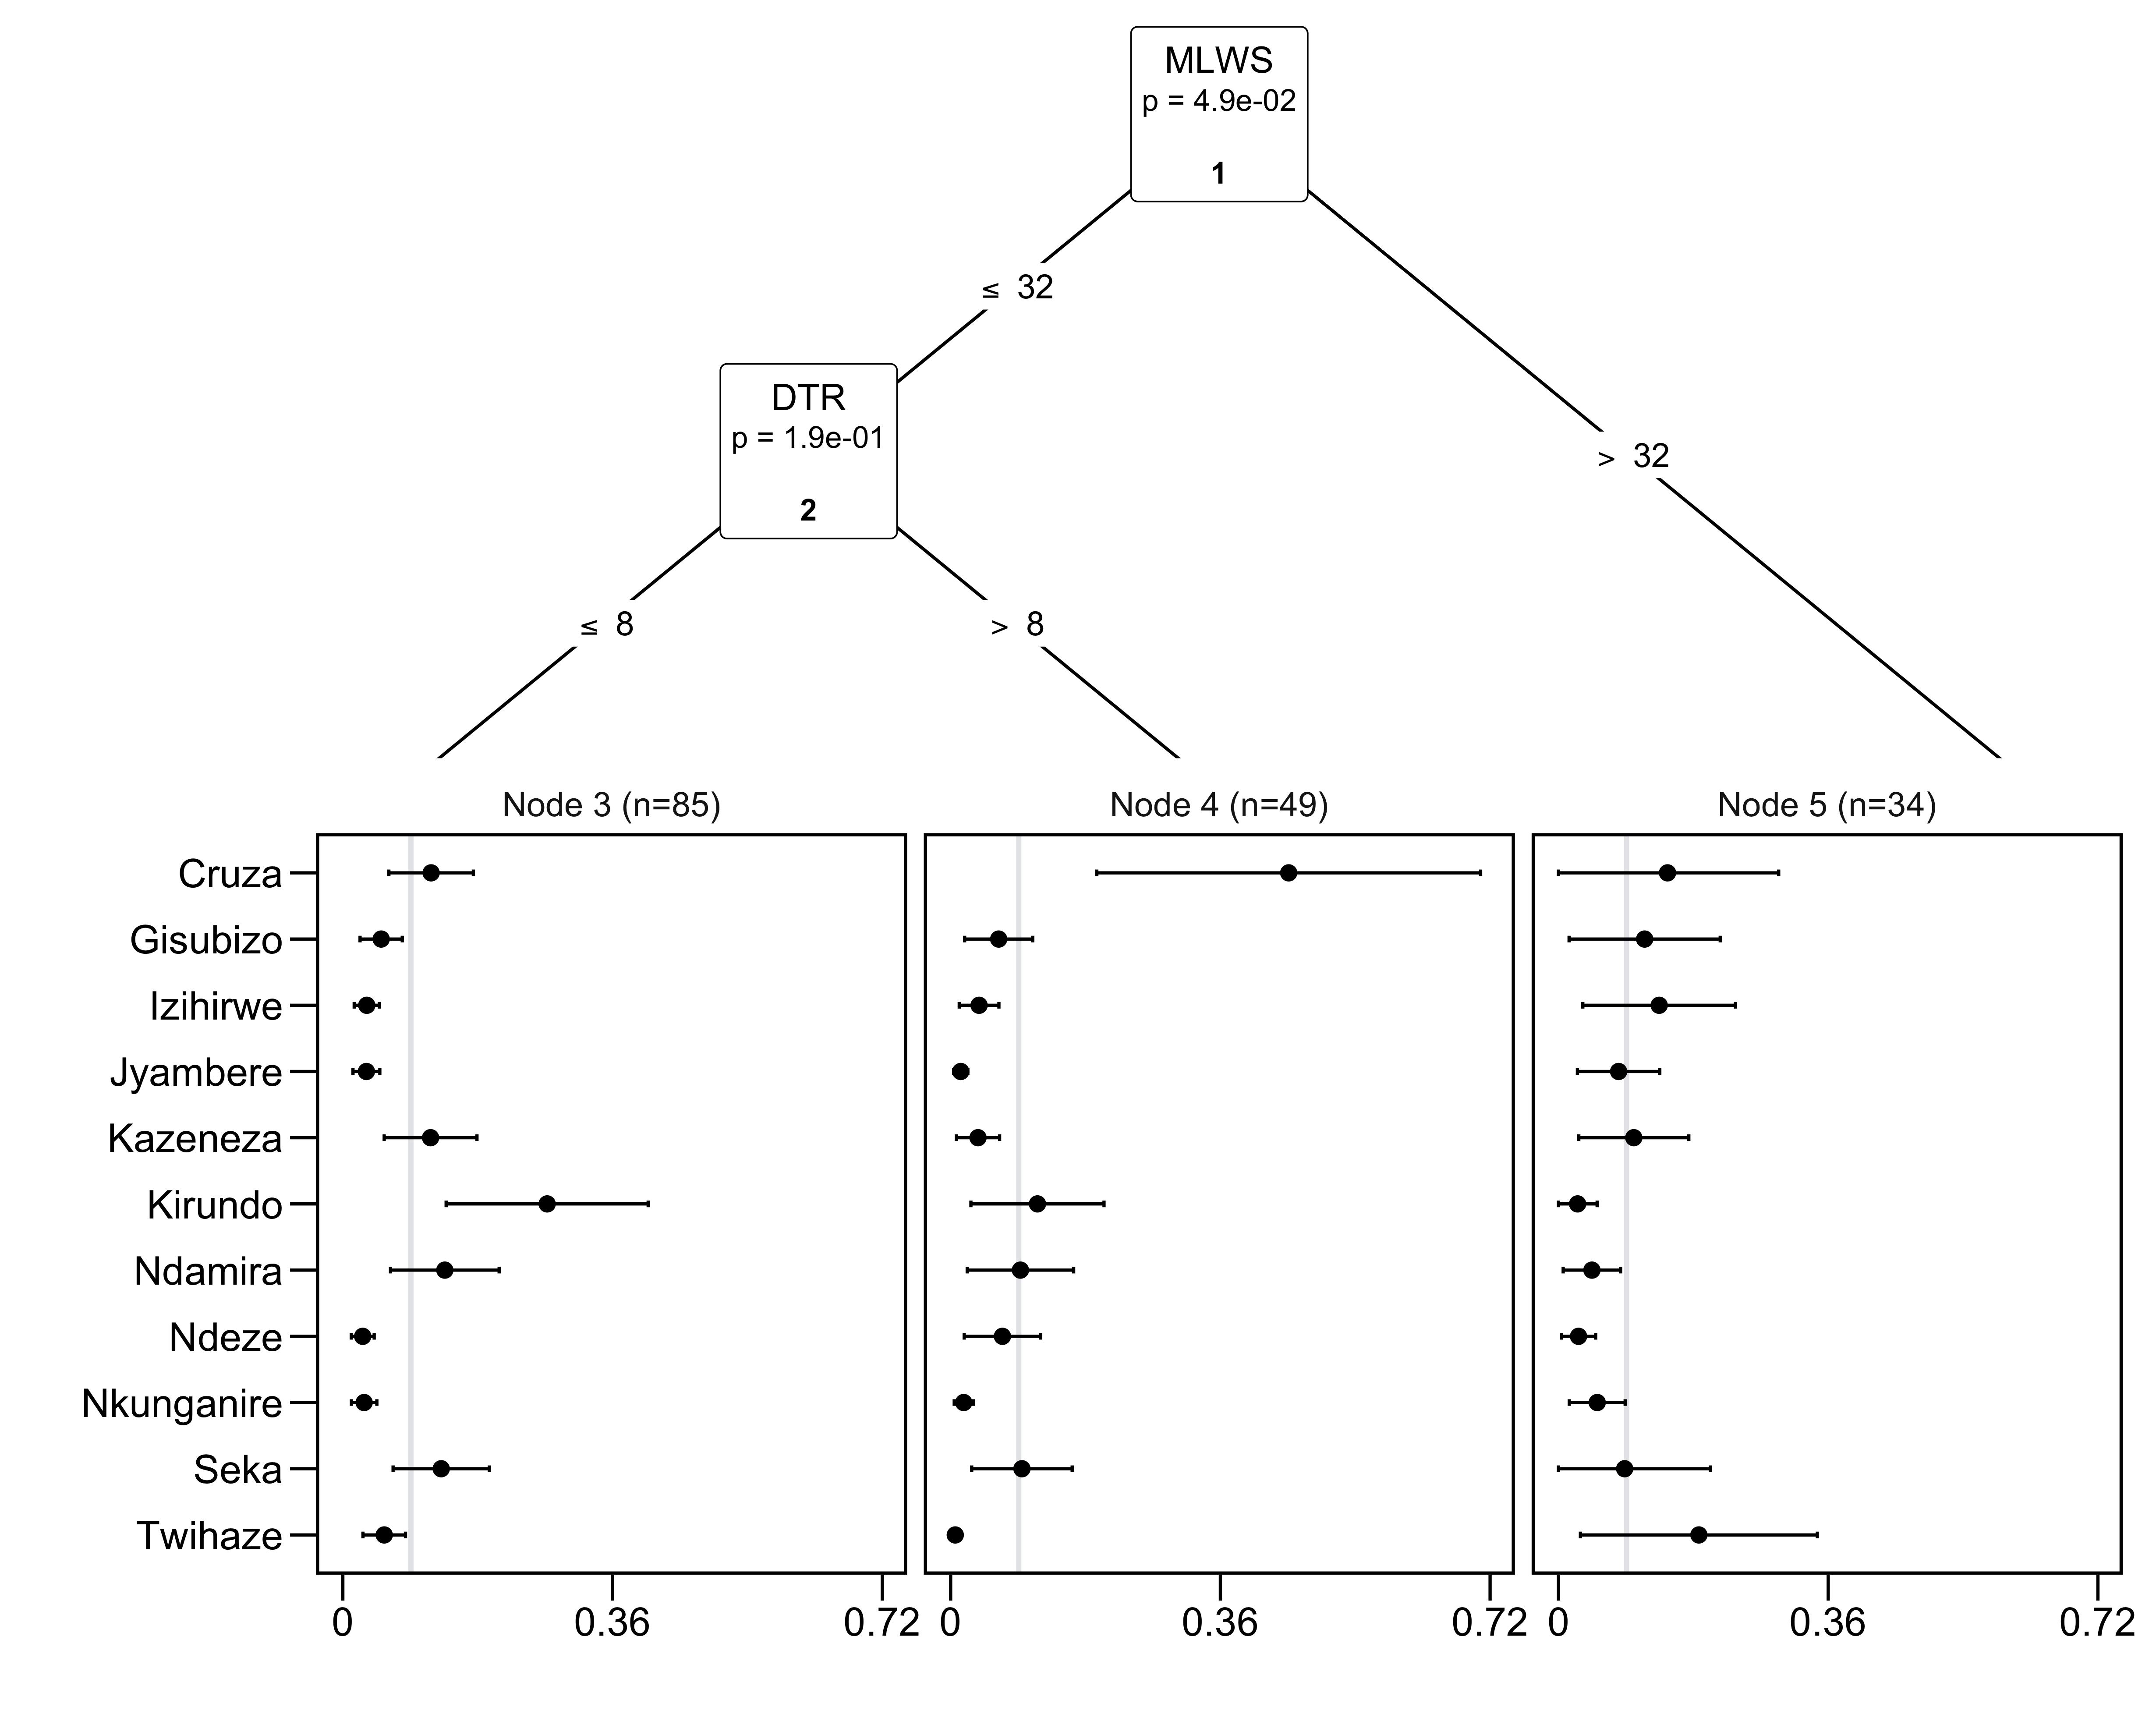 MLWS
p = 4.9e-02
1
≤ 32
DTR
p = 1.9e-01
2
> 32
≤ 8
> 8
Node 3 (n=85)
Node 4 (n=49)
Node 5 (n=34)
Cruza
Gisubizo
Izihirwe
Jyambere
Kazeneza
Kirundo
Ndamira
Ndeze
Nkunganire
Seka
Twihaze
0 0.36 0.72 0 0.36 0.72 0 0.36 0.72